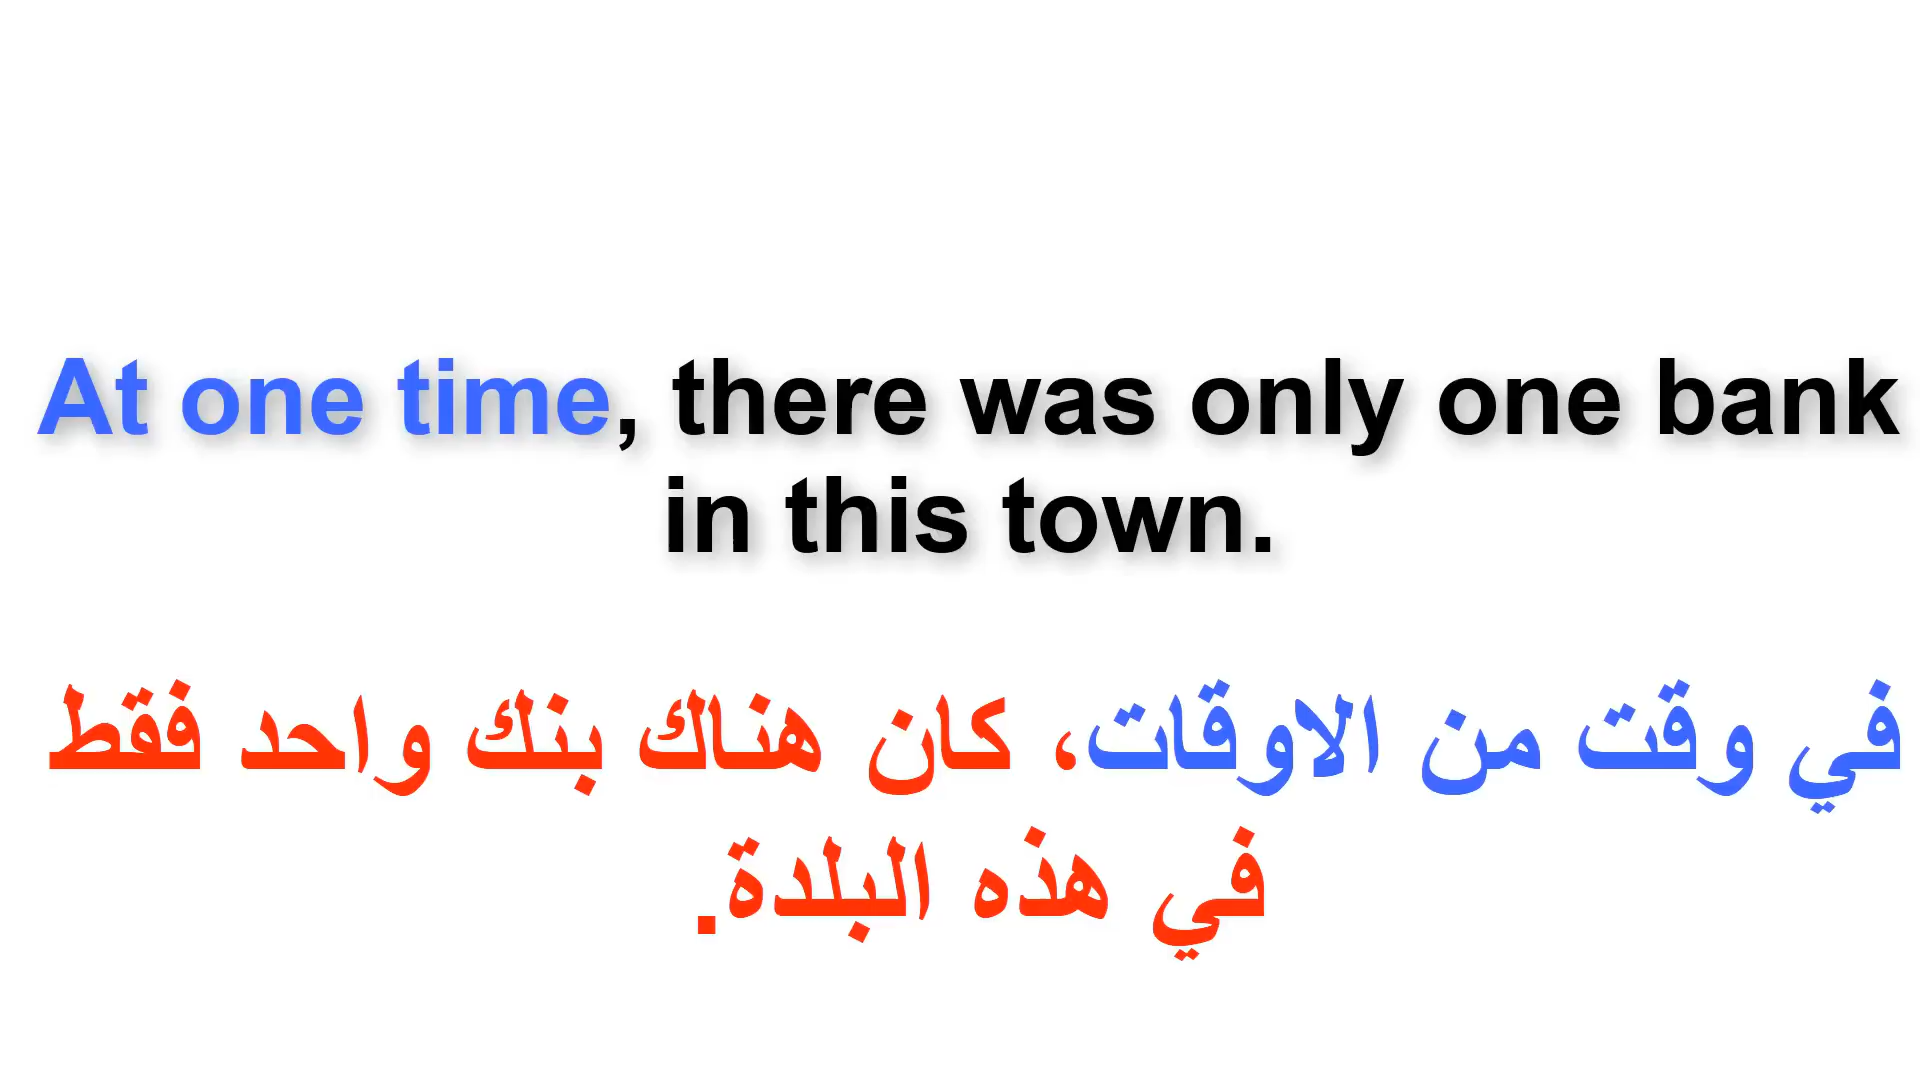 At one time, there was only one bank
in this town.
في وقت من الاوقات، كان هناك بنك واحد فقط
في هذه البلدة.